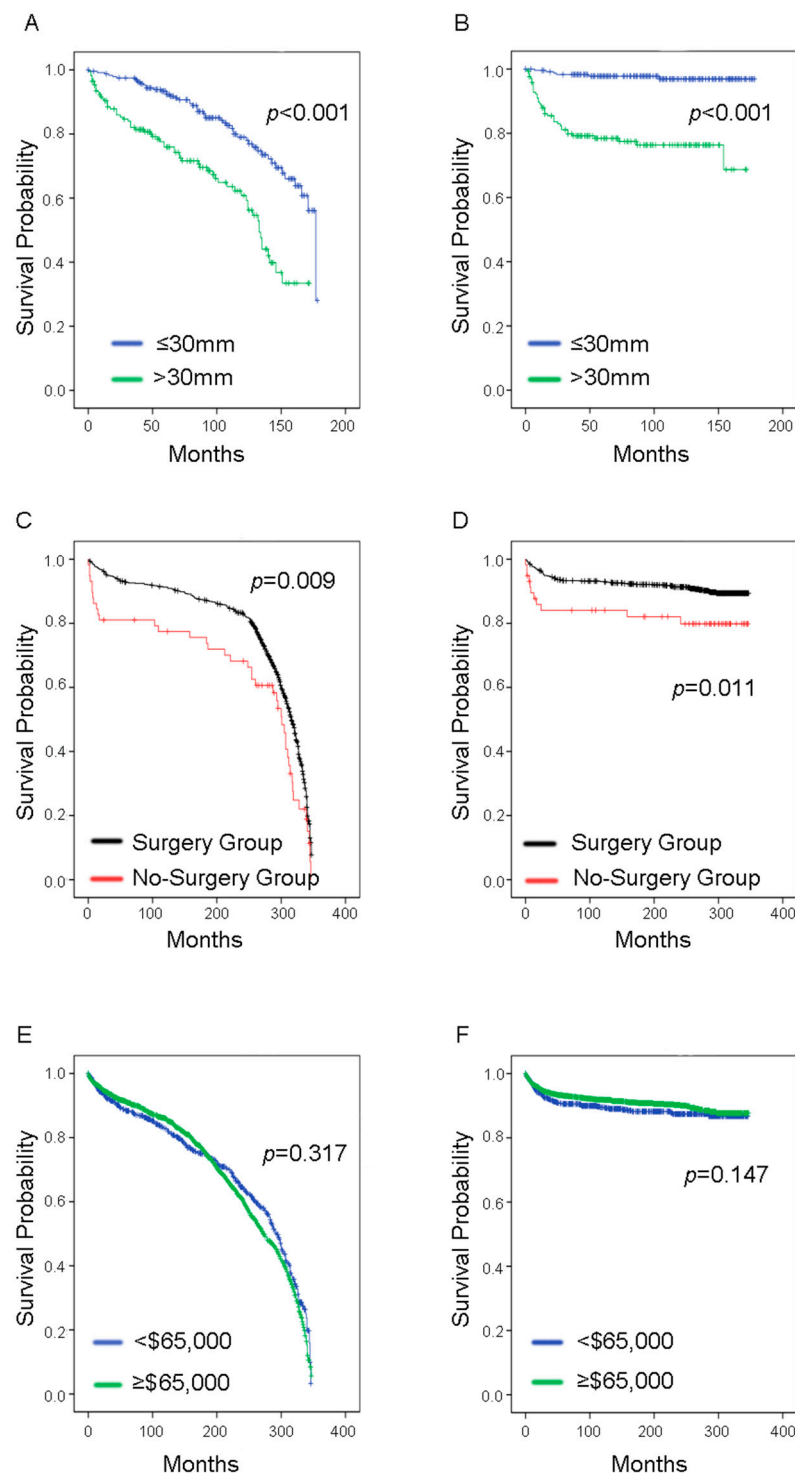 A
1.0
0.8
0.6
0.4
0.2
0.0
Survival Probability
p<0.001
≤30mm
>30mm
0 50 100 150 200
Months
B
1.0
0.8
0.6
0.4
0.2
0.0
Survival Probability
p<0.001
≤30mm
>30mm
0 50 100 150 200
Months
C
1.0
0.8
0.6
0.4
0.2
0.0
Survival Probability
p=0.009
Surgery Group
No-Surgery Group
0 100 200 300 400
Months
D
1.0
0.8
0.6
0.4
0.2
0.0
Survival Probability
p=0.011
Surgery Group
No-Surgery Group
0 100 200 300 400
Months
E
1.0
0.8
0.6
0.4
0.2
0.0
Survival Probability
p=0.317
<$65,000
≥$65,000
0 100 200 300 400
Months
F
1.0
0.8
0.6
0.4
0.2
0.0
Survival Probability
p=0.147
<$65,000
≥$65,000
0 100 200 300 400
Months